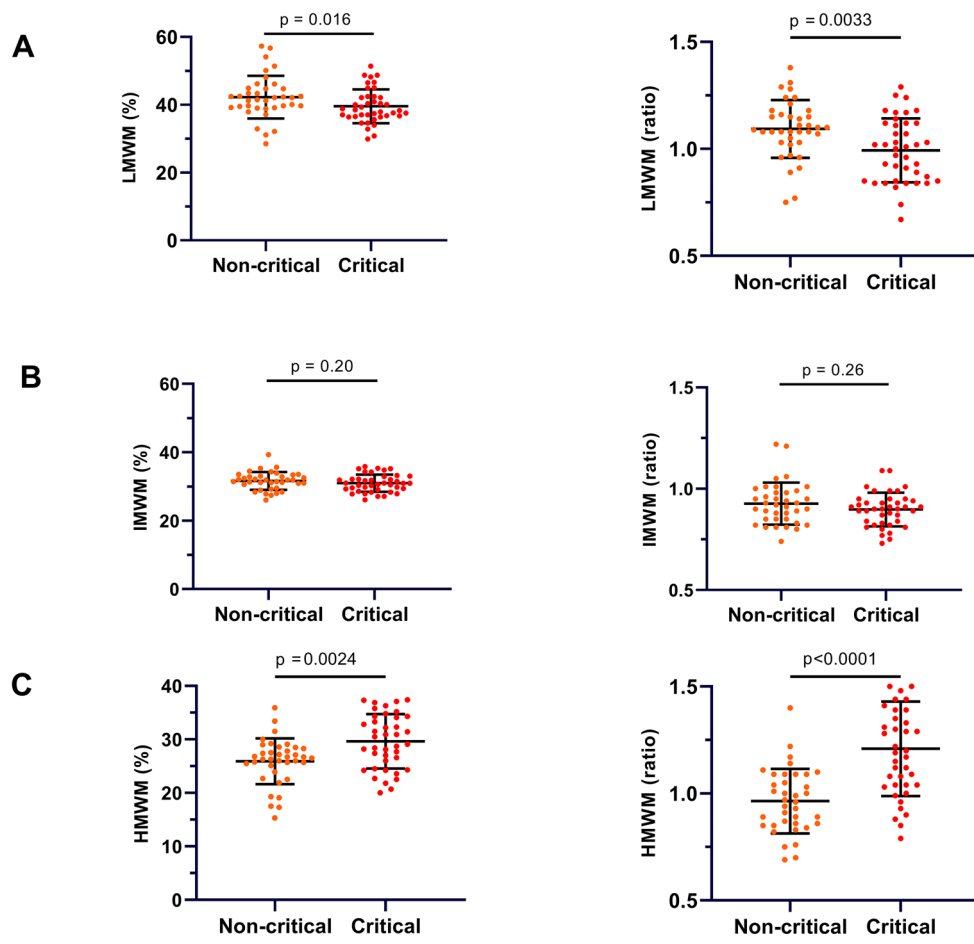 A
p = 0.016
LMWM (%)
60
40
20
0
Non-critical
Critical
p = 0.0033
LMWM (ratio)
1.5
1.0
0.5
Non-critical
Critical
B
p = 0.20
IMWM (%)
60
40
20
0
Non-critical
Critical
p = 0.26
IMWM (ratio)
1.5
1.0
0.5
Non-critical
Critical
C
p =0.0024
HMWM (%)
40
30
20
10
0
Non-critical
Critical
p<0.0001
HMWM (ratio)
1.5
1.0
0.5
Non-critical
Critical